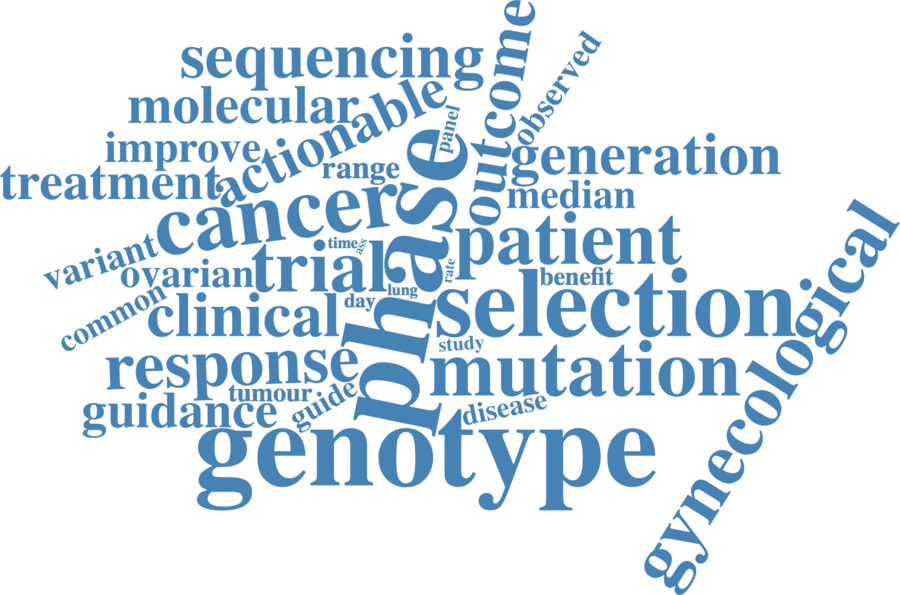 sequencing
outcome
observed
molecular
actionable
panel
improve
range
phase
generation
treatment
cancer
median
variant
time
ass
patient
ovarian
trial
rate
benefit
common
day
lung
clinical
selection
gynecological
study
response
mutation
tumour
guide
guidance
disease
genotype